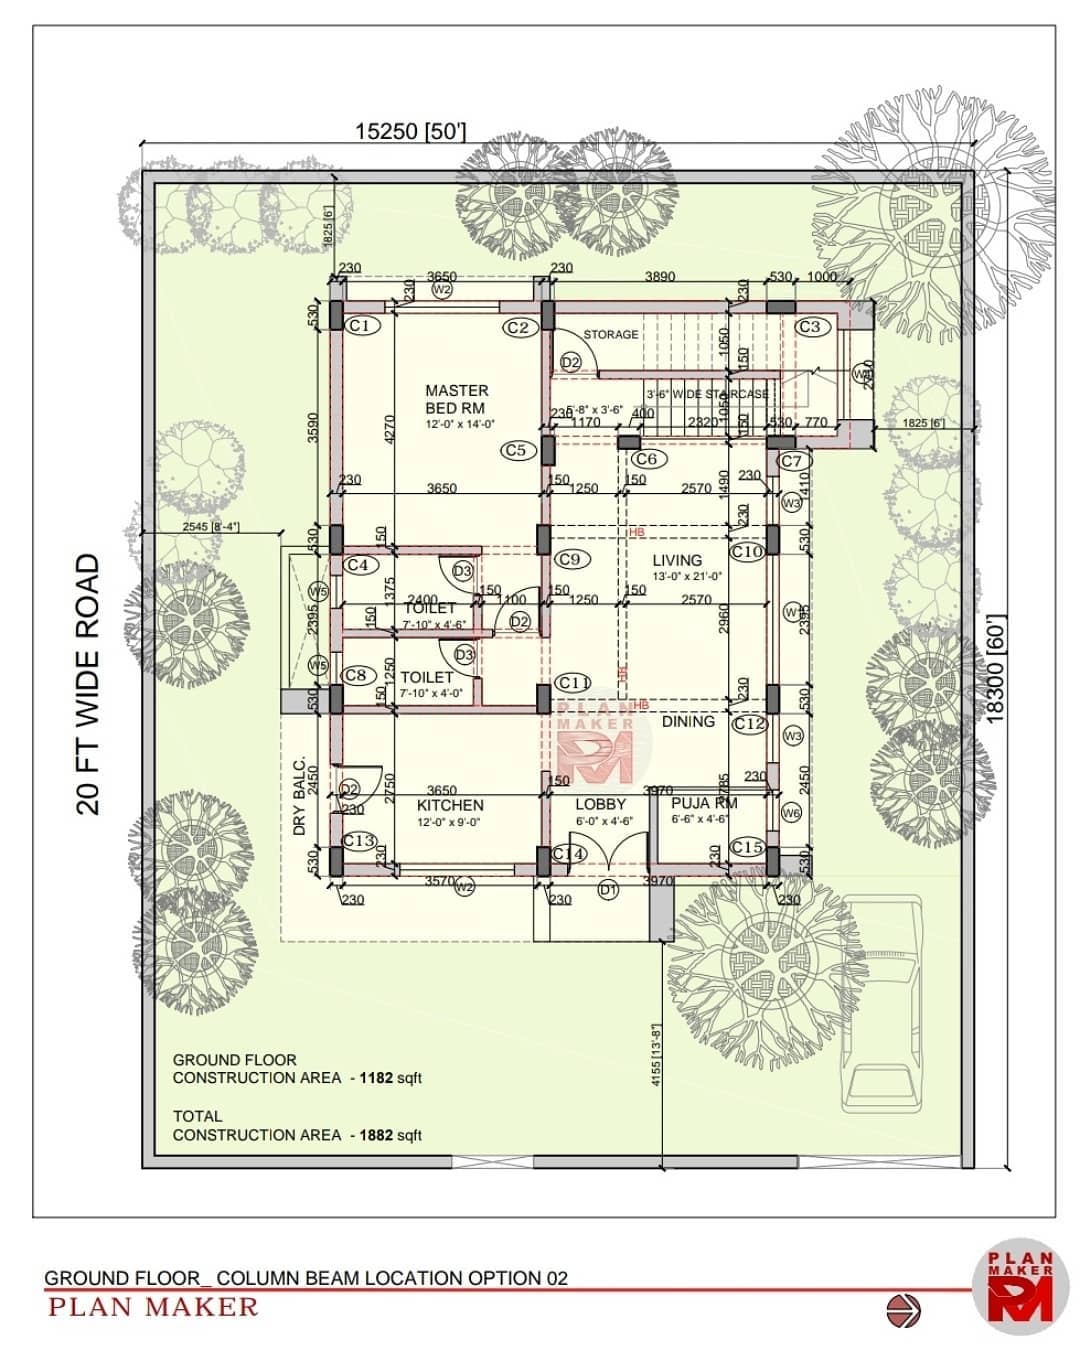 15250 [50']
1825 [6']
230
3650
230
3890
530
1000
W2
230
230
530
C1
C2
C3
STORAGE
1050
D2
150
W1
MASTER
BED RM
12'-0" x 14'-0"
3'-6" WIDE STAIRCASE
1050
230
1170
400
2320
150
530
770
1825 [6']
3590
4270
C5
C6
C7
230
3650
150
1250
150
2570
1490
230
1410
W3
2545 [8'-4"]
530
150
HB
230
530
C4
C9
C10
LIVING
13'-0" x 21'-0"
D3
W5
1375
2400
150
1100
150
1250
150
2570
TOILET
7'-10" x 4'-6"
2395
150
D2
2960
W1
2395
20 FT WIDE ROAD
18300 [60']
D3
W5
C8
TOILET
7'-10" x 4'-0"
1250
C11
HB
230
530
150
530
HB
PLAN
MAKER
DINING
C12
W3
DRY BALC.
2450
2750
D2
3650
150
3970
2785
230
2450
230
KITCHEN
12'-0" x 9'-0"
LOBBY
6'-0" x 4'-6"
PUJA RM
6'-6" x 4'-6"
W6
C13
C14
C15
530
230
230
530
3570
W2
D1
3970
230
230
230
4155 [13'-8"]
GROUND FLOOR
CONSTRUCTION AREA - 1182 sqft
TOTAL
CONSTRUCTION AREA - 1882 sqft
GROUND FLOOR_ COLUMN BEAM LOCATION OPTION 02
PLAN MAKER
PLAN
MAKER